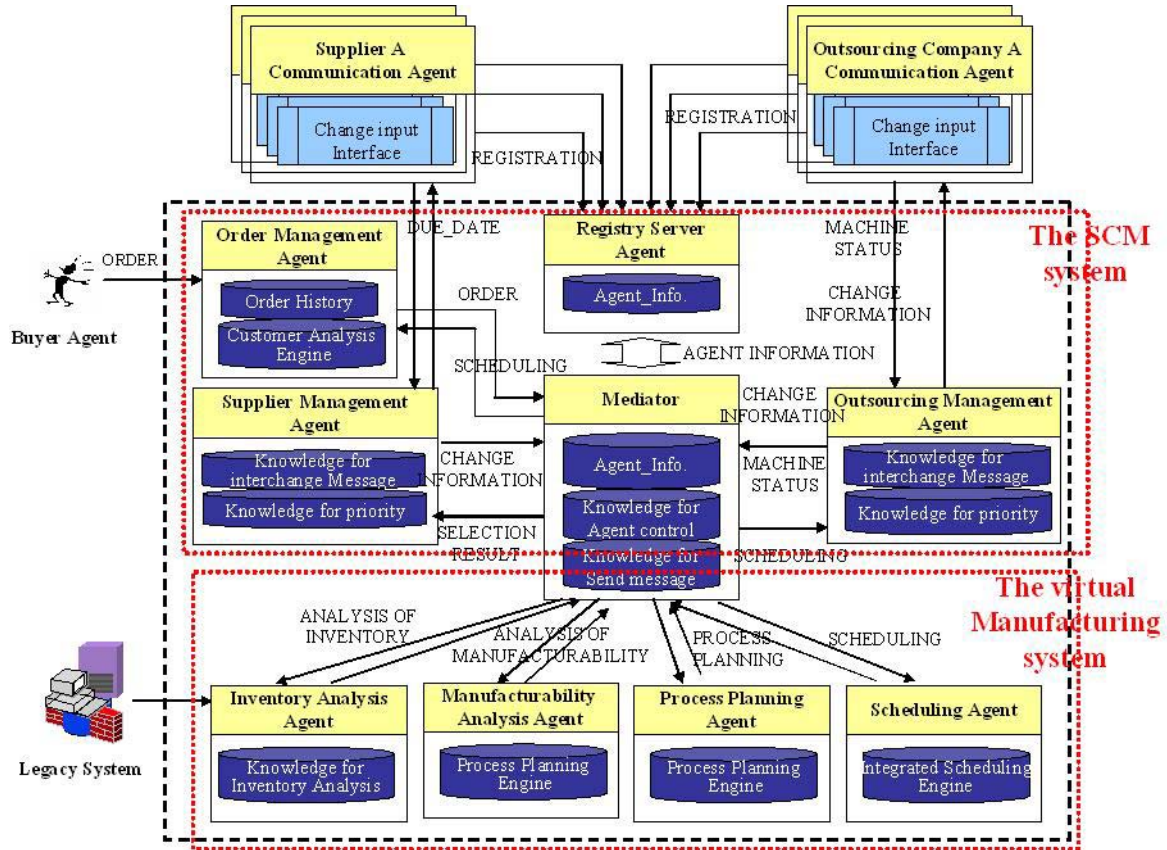 Supplier A
Communication Agent
Change input
Interface
Outsourcing Company A
Communication Agent
Change input
Interface
REGISTRATION
REGISTRATION
DUE_DATE
MACHINE
STATUS
CHANGE
INFORMATION
The SCM
system
Buyer Agent
ORDER
Order Management
Agent
Order History
Customer Analysis
Engine
Registry Server
Agent
Agent_Info.
ORDER
SCHEDULING
AGENT INFORMATION
Supplier Management
Agent
Knowledge for
interchange Message
Knowledge for priority
CHANGE
INFORMATION
SELECTION
RESULT
Mediator
Agent_Info.
Knowledge for
Agent control
Knowledge for
Send message
CHANGE
INFORMATION
MACHINE
STATUS
SCHEDULING
Outsourcing Management
Agent
Knowledge for
interchange Message
Knowledge for priority
The virtual
Manufacturing
system
ANALYSIS OF
INVENTORY
ANALYSIS OF
MANUFACTURABILITY
PROCESS
PLANNING
SCHEDULING
Legacy System
Inventory Analysis
Agent
Knowledge for
Inventory Analysis
Manufacturability
Analysis Agent
Process Planning
Engine
Process Planning
Agent
Process Planning
Engine
Scheduling Agent
Integrated Scheduling
Engine